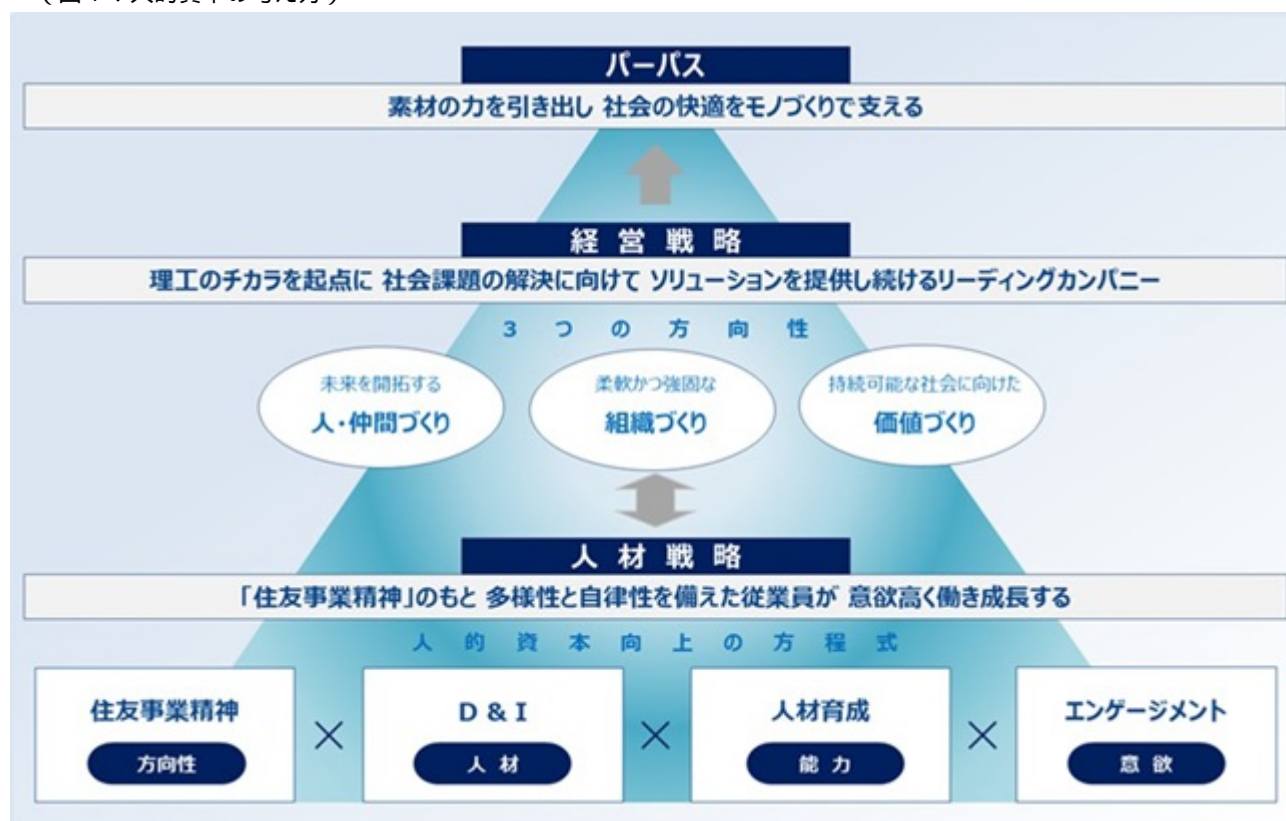 パーパス
素材の力を引き出し 社会の快適をモノづくりで支える
経営戦略
理工のチカラを起点に 社会課題の解決に向けて ソリューションを提供し続けるリーディングカンパニー
3つの方向性
未来を開拓する
人・仲間づくり
柔軟かつ強固な
組織づくり
持続可能な社会に向けた
価値づくり
人材戦略
「住友事業精神」のもと 多様性と自律性を備えた従業員が 意欲高く働き成長する
人的資本向上の方程式
住友事業精神
方向性
×
D & I
人材
×
人材育成
能力
×
エンゲージメント
意欲